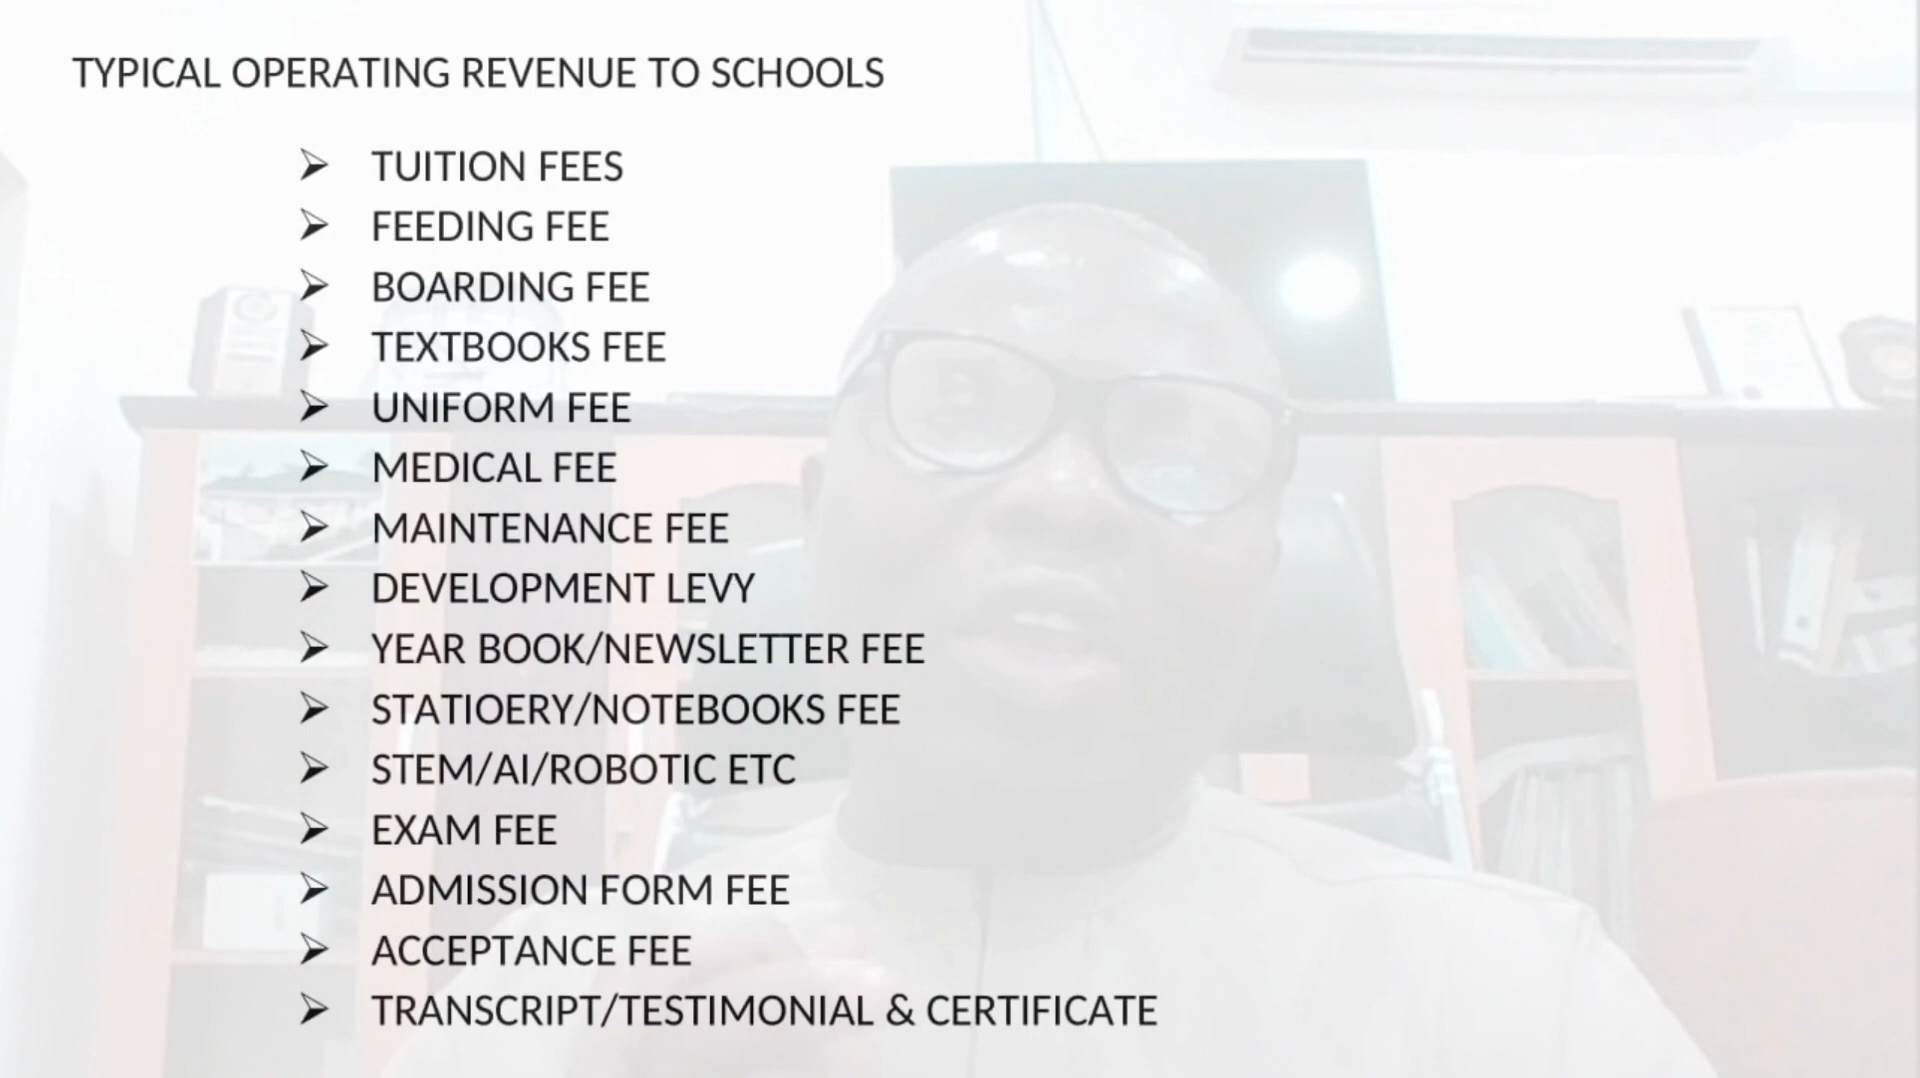 TYPICAL OPERATING REVENUE TO SCHOOLS
➢ TUITION FEES
➢ FEEDING FEE
➢ BOARDING FEE
➢ TEXTBOOKS FEE
➢ UNIFORM FEE
➢ MEDICAL FEE
➢ MAINTENANCE FEE
➢ DEVELOPMENT LEVY
➢ YEAR BOOK/NEWSLETTER FEE
➢ STATIOERY/NOTEBOOKS FEE
➢ STEM/AI/ROBOTIC ETC
➢ EXAM FEE
➢ ADMISSION FORM FEE
➢ ACCEPTANCE FEE
➢ TRANSCRIPT/TESTIMONIAL & CERTIFICATE